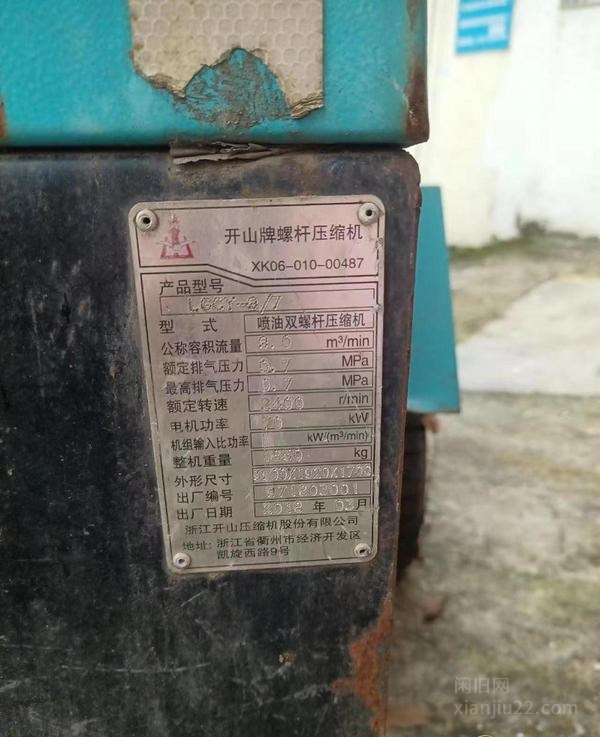 开山牌螺杆压缩机
XK06-010-00487
产品型号
型 式 喷油双螺杆压缩机
公称容积流量 m³/min
额定排气压力 0.7 MPa
最高排气压力 0.7 MPa
额定转速 r/min
电机功率 kW
机组输入比功率 kW/(m³/min)
整机重量 kg
外形尺寸
出厂编号
出厂日期 年 月
浙江开山压缩机股份有限公司
地址: 浙江省衢州市经济开发区
凯旋西路9号
闲旧网
xianjiu22.com